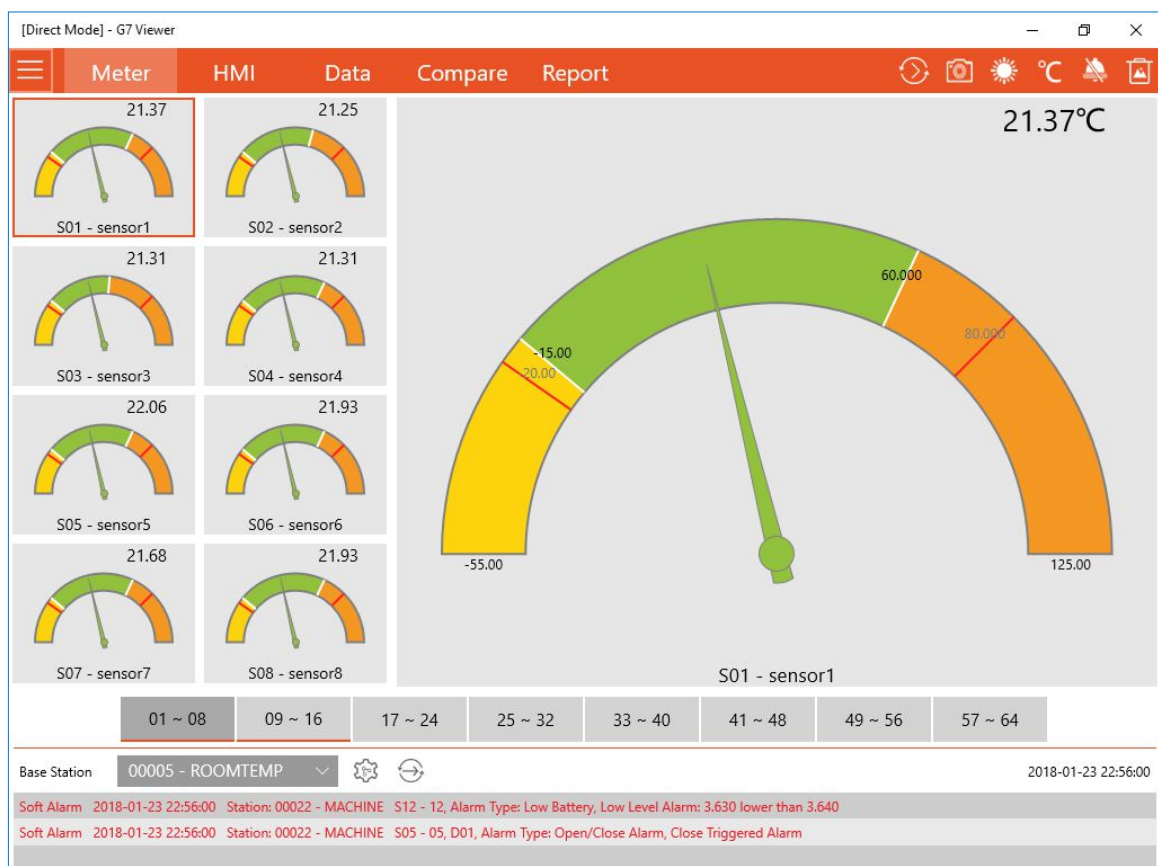 [Direct Mode] - G7 Viewer
Meter HMI Data Compare Report °C
21.37
S01 - sensor1
21.25
S02 - sensor2
21.31
S03 - sensor3
21.31
S04 - sensor4
22.06
S05 - sensor5
21.93
S06 - sensor6
21.68
S07 - sensor7
21.93
S08 - sensor8
21.37°C
60.000
80.000
-15.00
-20.00
-55.00
125.00
S01 - sensor1
01 ~ 08 09 ~ 16 17 ~ 24 25 ~ 32 33 ~ 40 41 ~ 48 49 ~ 56 57 ~ 64
Base Station 00005 - ROOMTEMP 2018-01-23 22:56:00
Soft Alarm 2018-01-23 22:56:00 Station: 00022 - MACHINE S12 - 12, Alarm Type: Low Battery, Low Level Alarm: 3.630 lower than 3.640
Soft Alarm 2018-01-23 22:56:00 Station: 00022 - MACHINE S05 - 05, D01, Alarm Type: Open/Close Alarm, Close Triggered Alarm